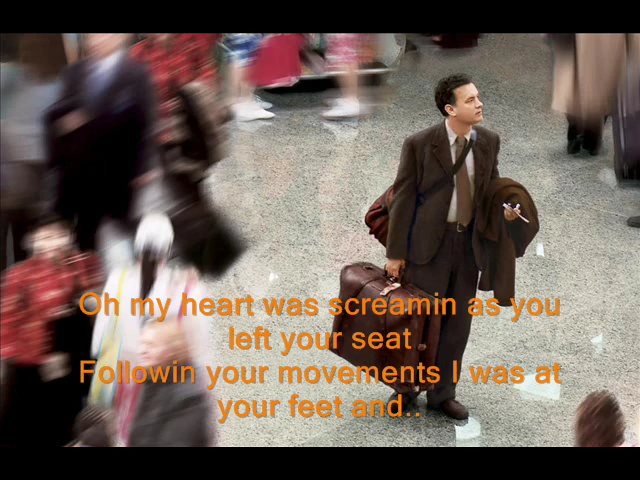 Oh my heart was screamin as you
left your seat
Followin your movements I was at
your feet and..